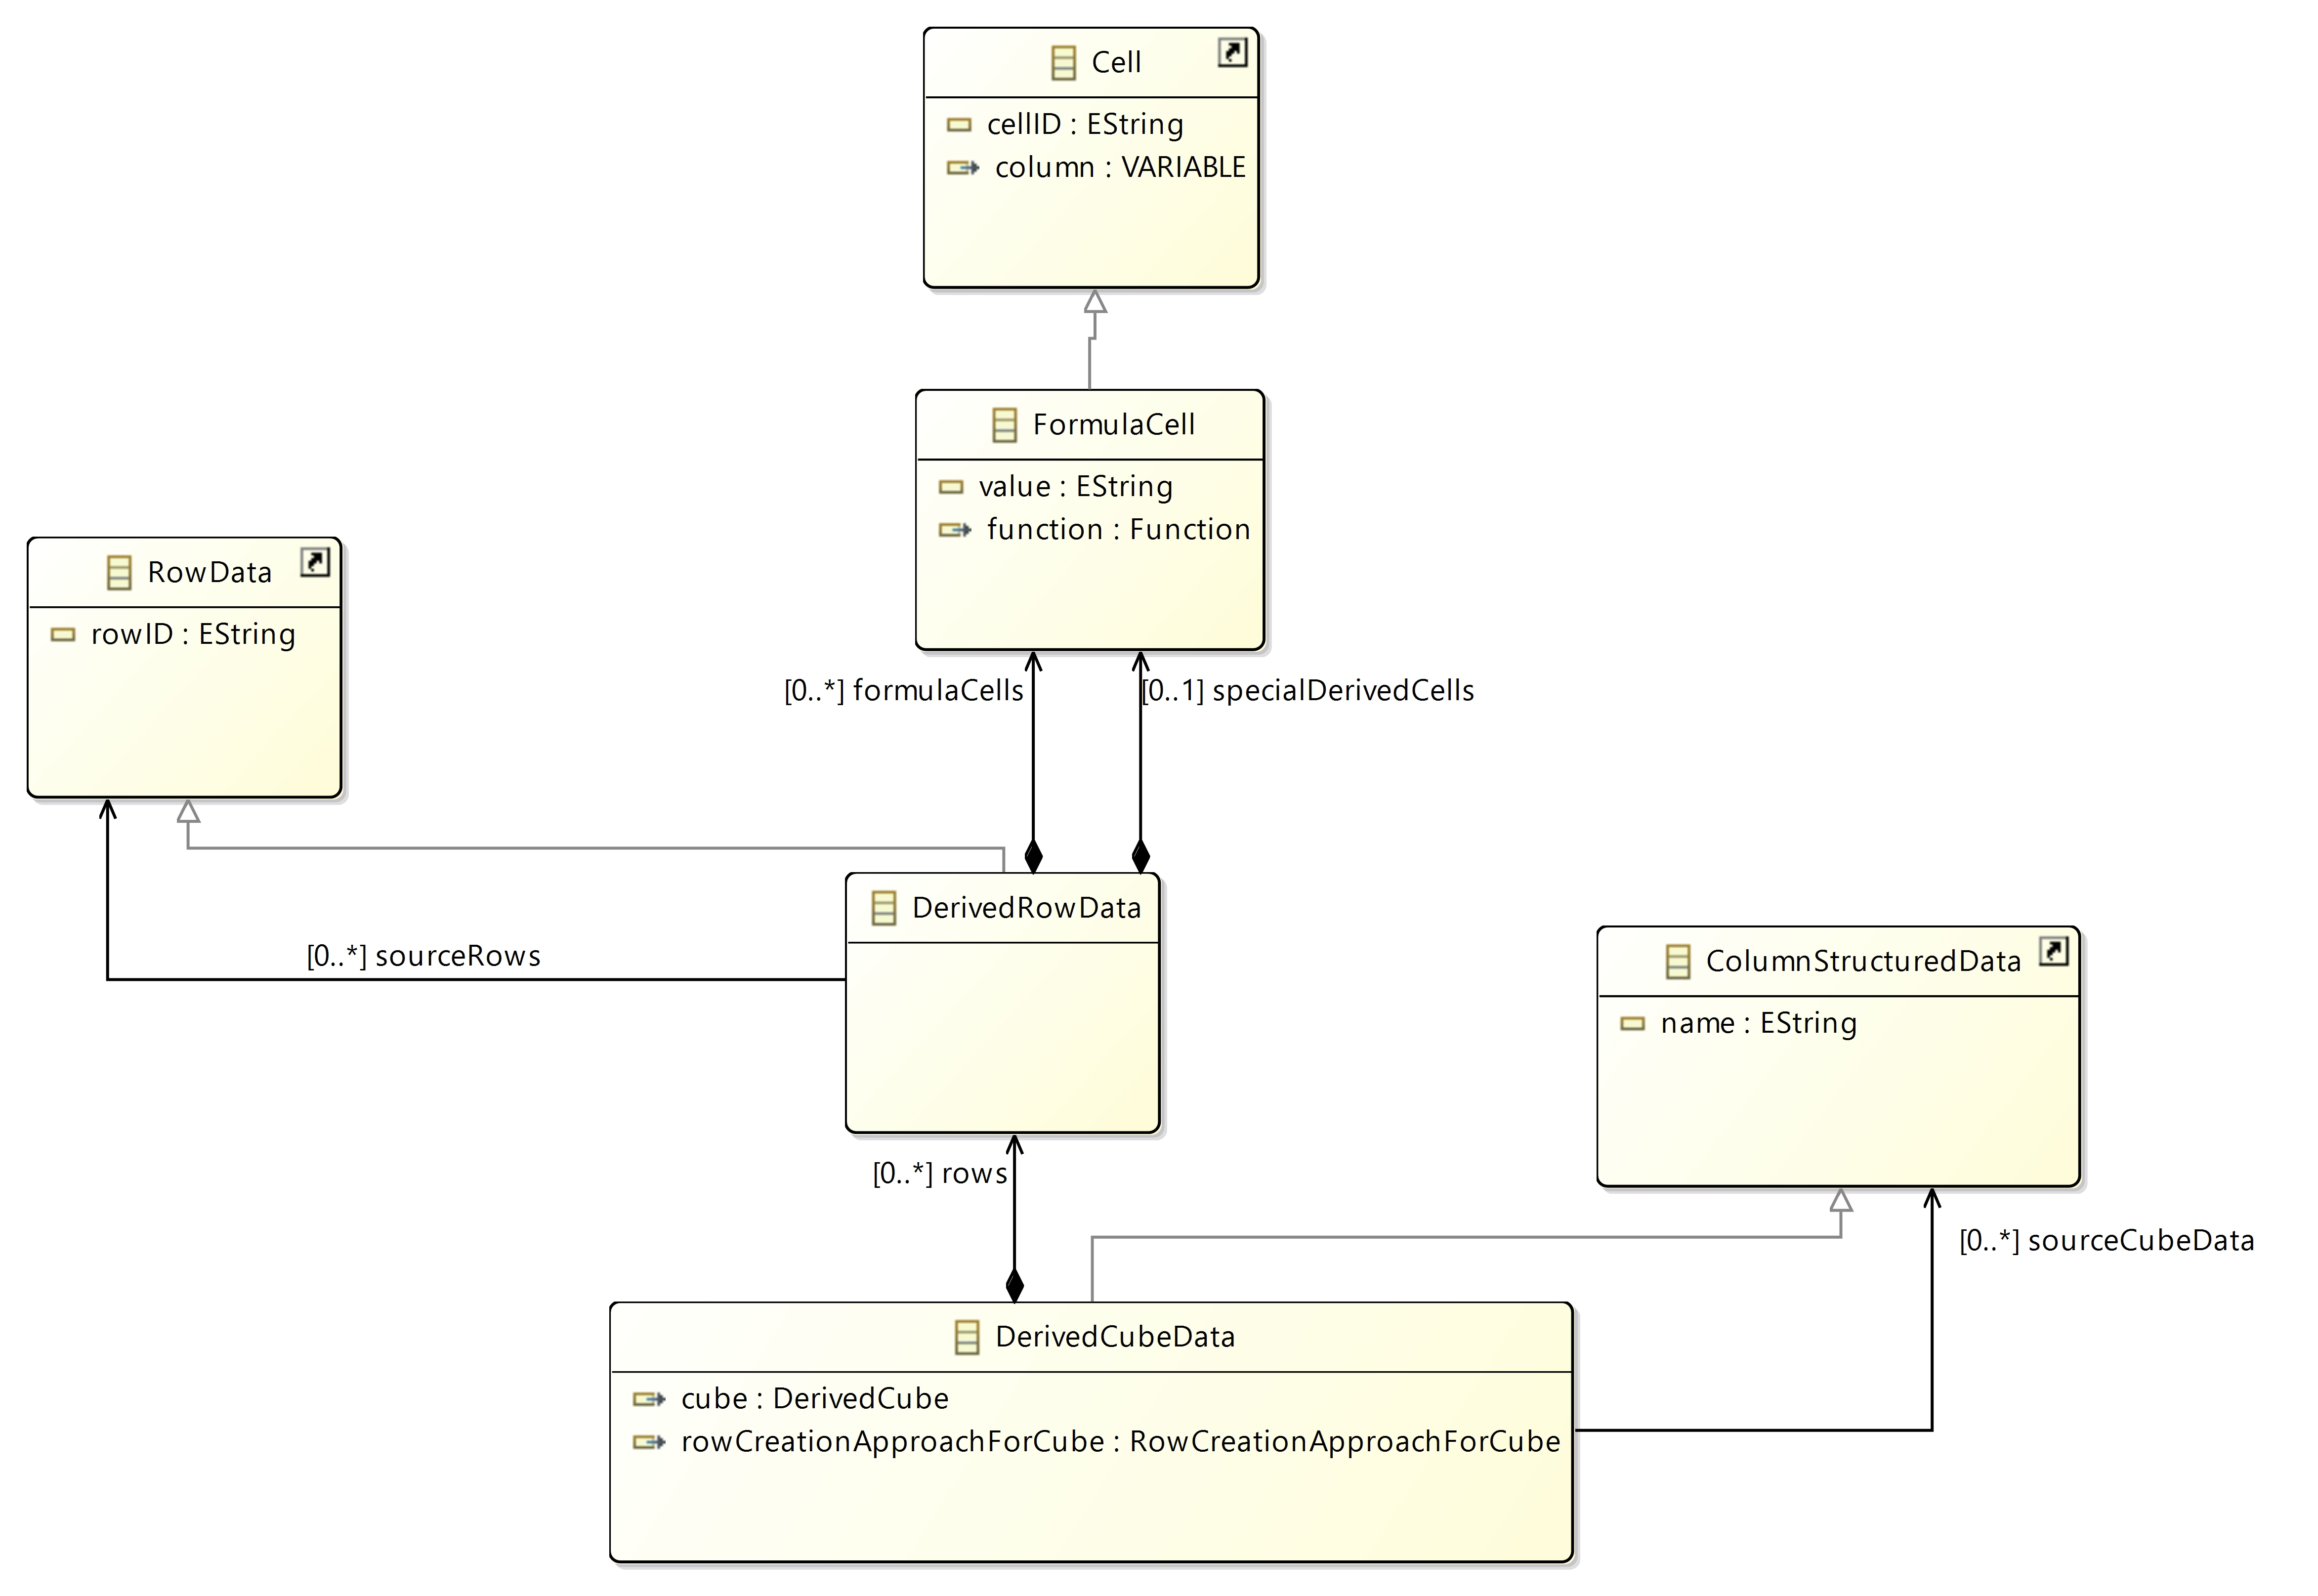 Cell
cellID : EString
column : VARIABLE
FormulaCell
value : EString
function : Function
RowData
rowID : EString
[0..*] formulaCells
[0..1] specialDerivedCells
DerivedRowData
[0..*] sourceRows
ColumnStructuredData
name : EString
[0..*] rows
[0..*] sourceCubeData
DerivedCubeData
cube : DerivedCube
rowCreationApproachForCube : RowCreationApproachForCube